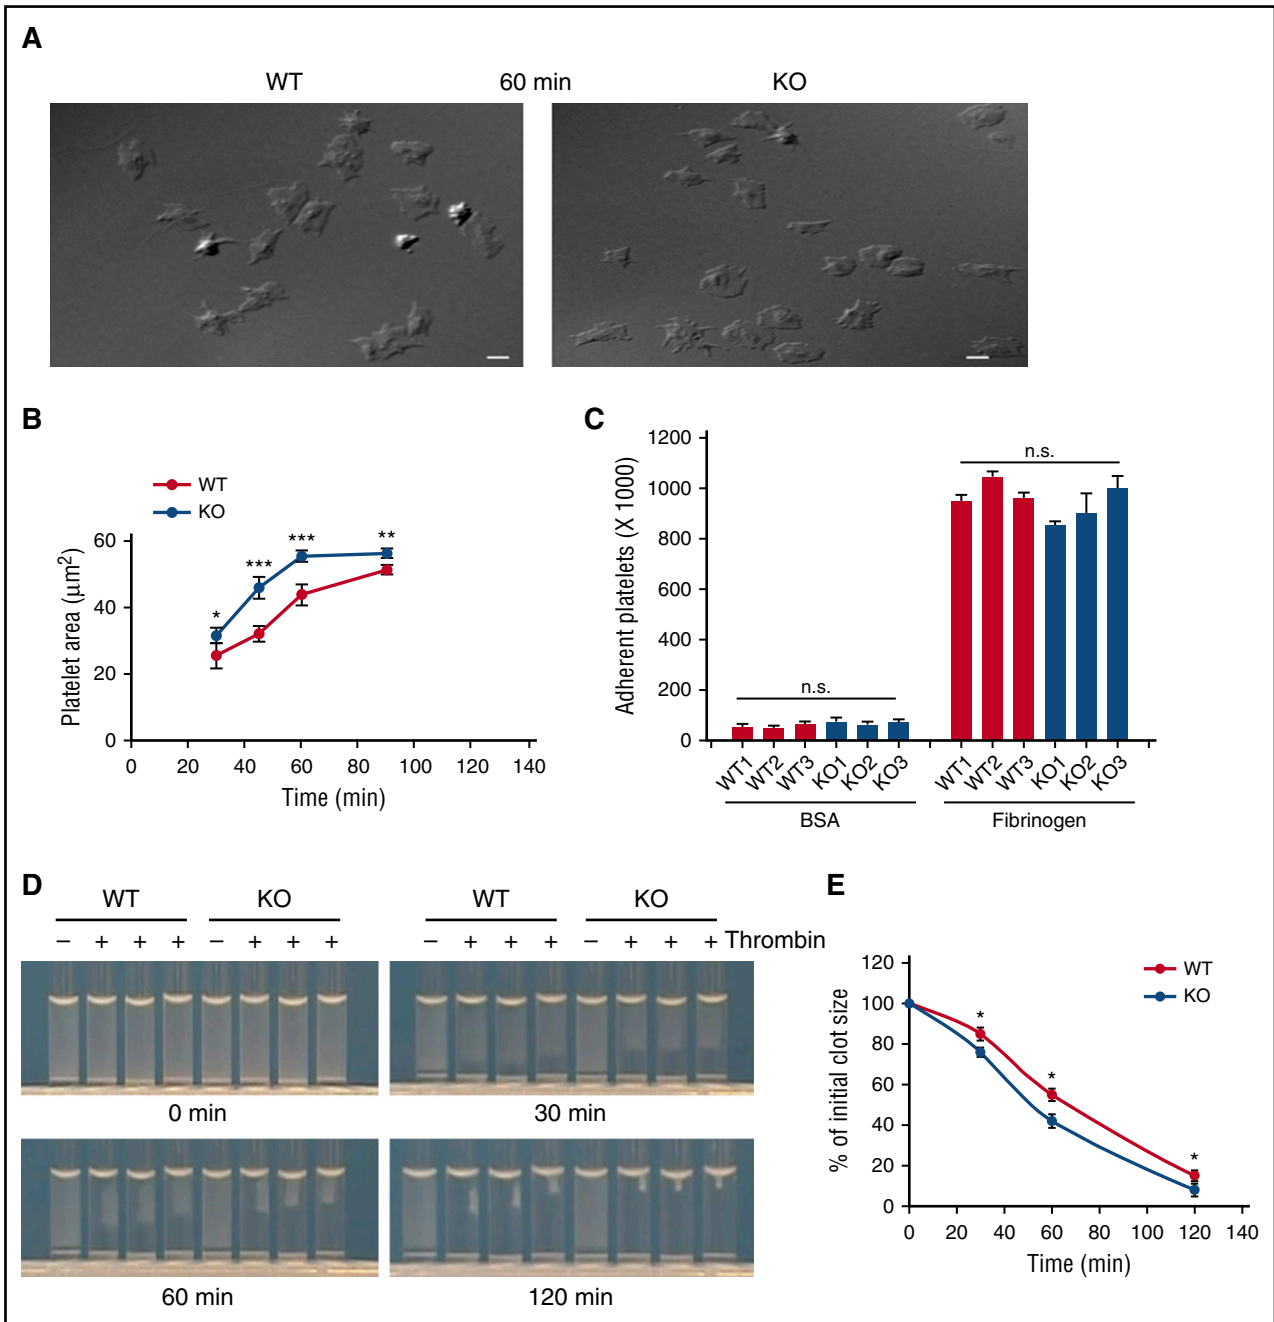 A
WT 60 min KO
B
WT
KO
Platelet area (μm²)
60
40
20
0
* *** *** **
0 20 40 60 80 100 120 140
Time (min)
C
Adherent platelets (X 1000)
1200
1000
800
600
400
200
0
n.s.
n.s.
WT1 WT2 WT3 KO1 KO2 KO3 WT1 WT2 WT3 KO1 KO2 KO3
BSA Fibrinogen
D
WT KO WT KO
– + + + – + + + – + + + – + + + Thrombin
0 min 30 min
60 min 120 min
E
WT
KO
% of initial clot size
120
100
80
60
40
20
0
* * *
0 20 40 60 80 100 120 140
Time (min)